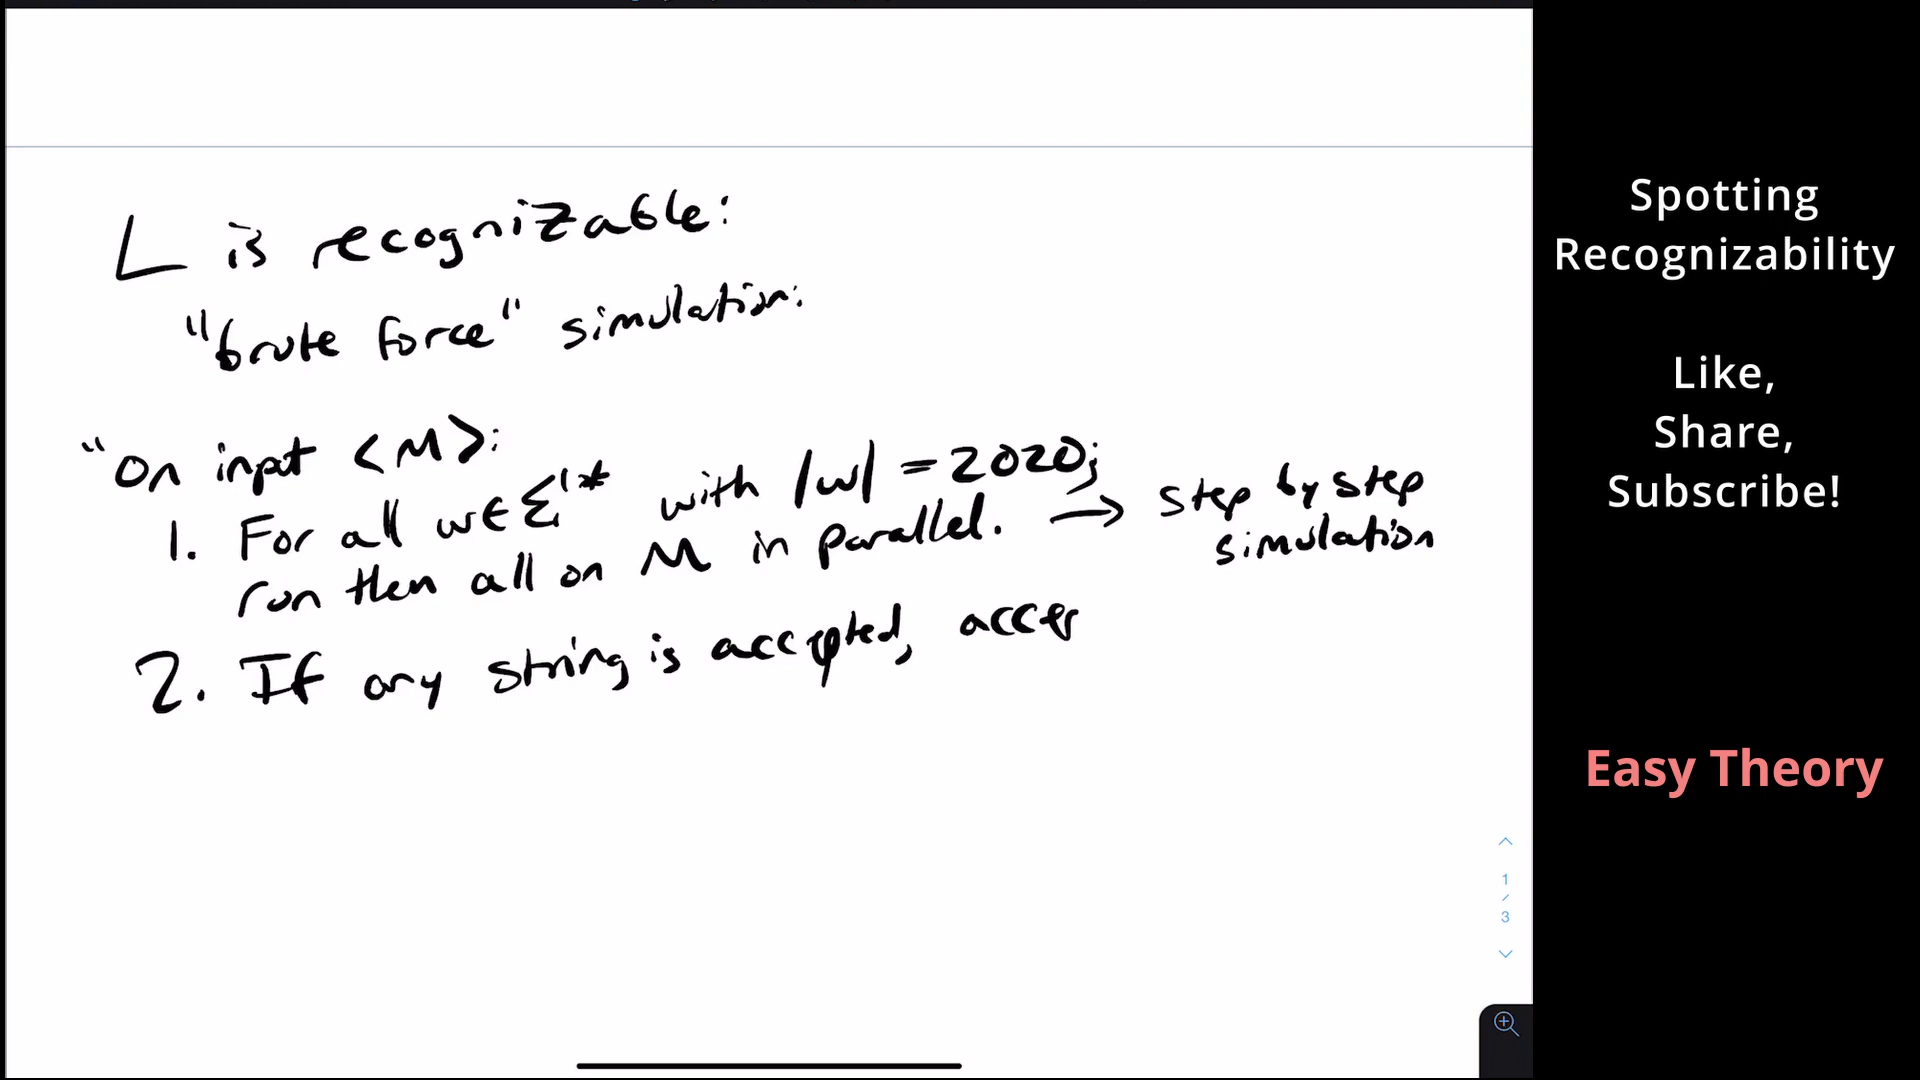 L is recognizable:
"brute force" simulation:
"On input <M>:
1. For all w∈Σ* with |w| = 2020;
run then all on M in parallel. → step by step
simulation
2. If any string is accepted, accep
Spotting
Recognizability
Like,
Share,
Subscribe!
Easy Theory
1
/
3